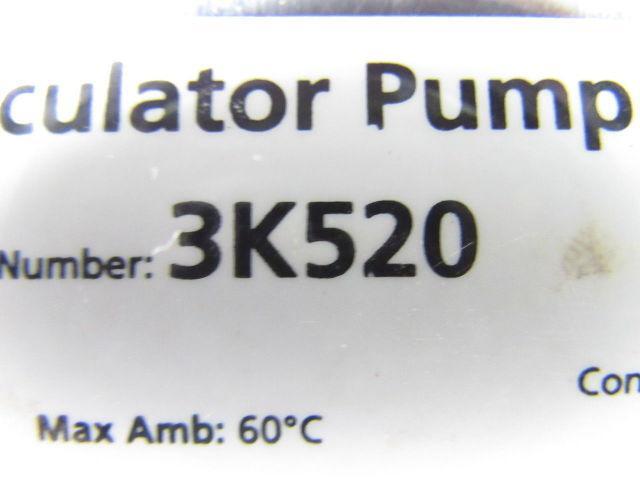 culator Pump
Number: 3K520
Con
Max Amb: 60°C